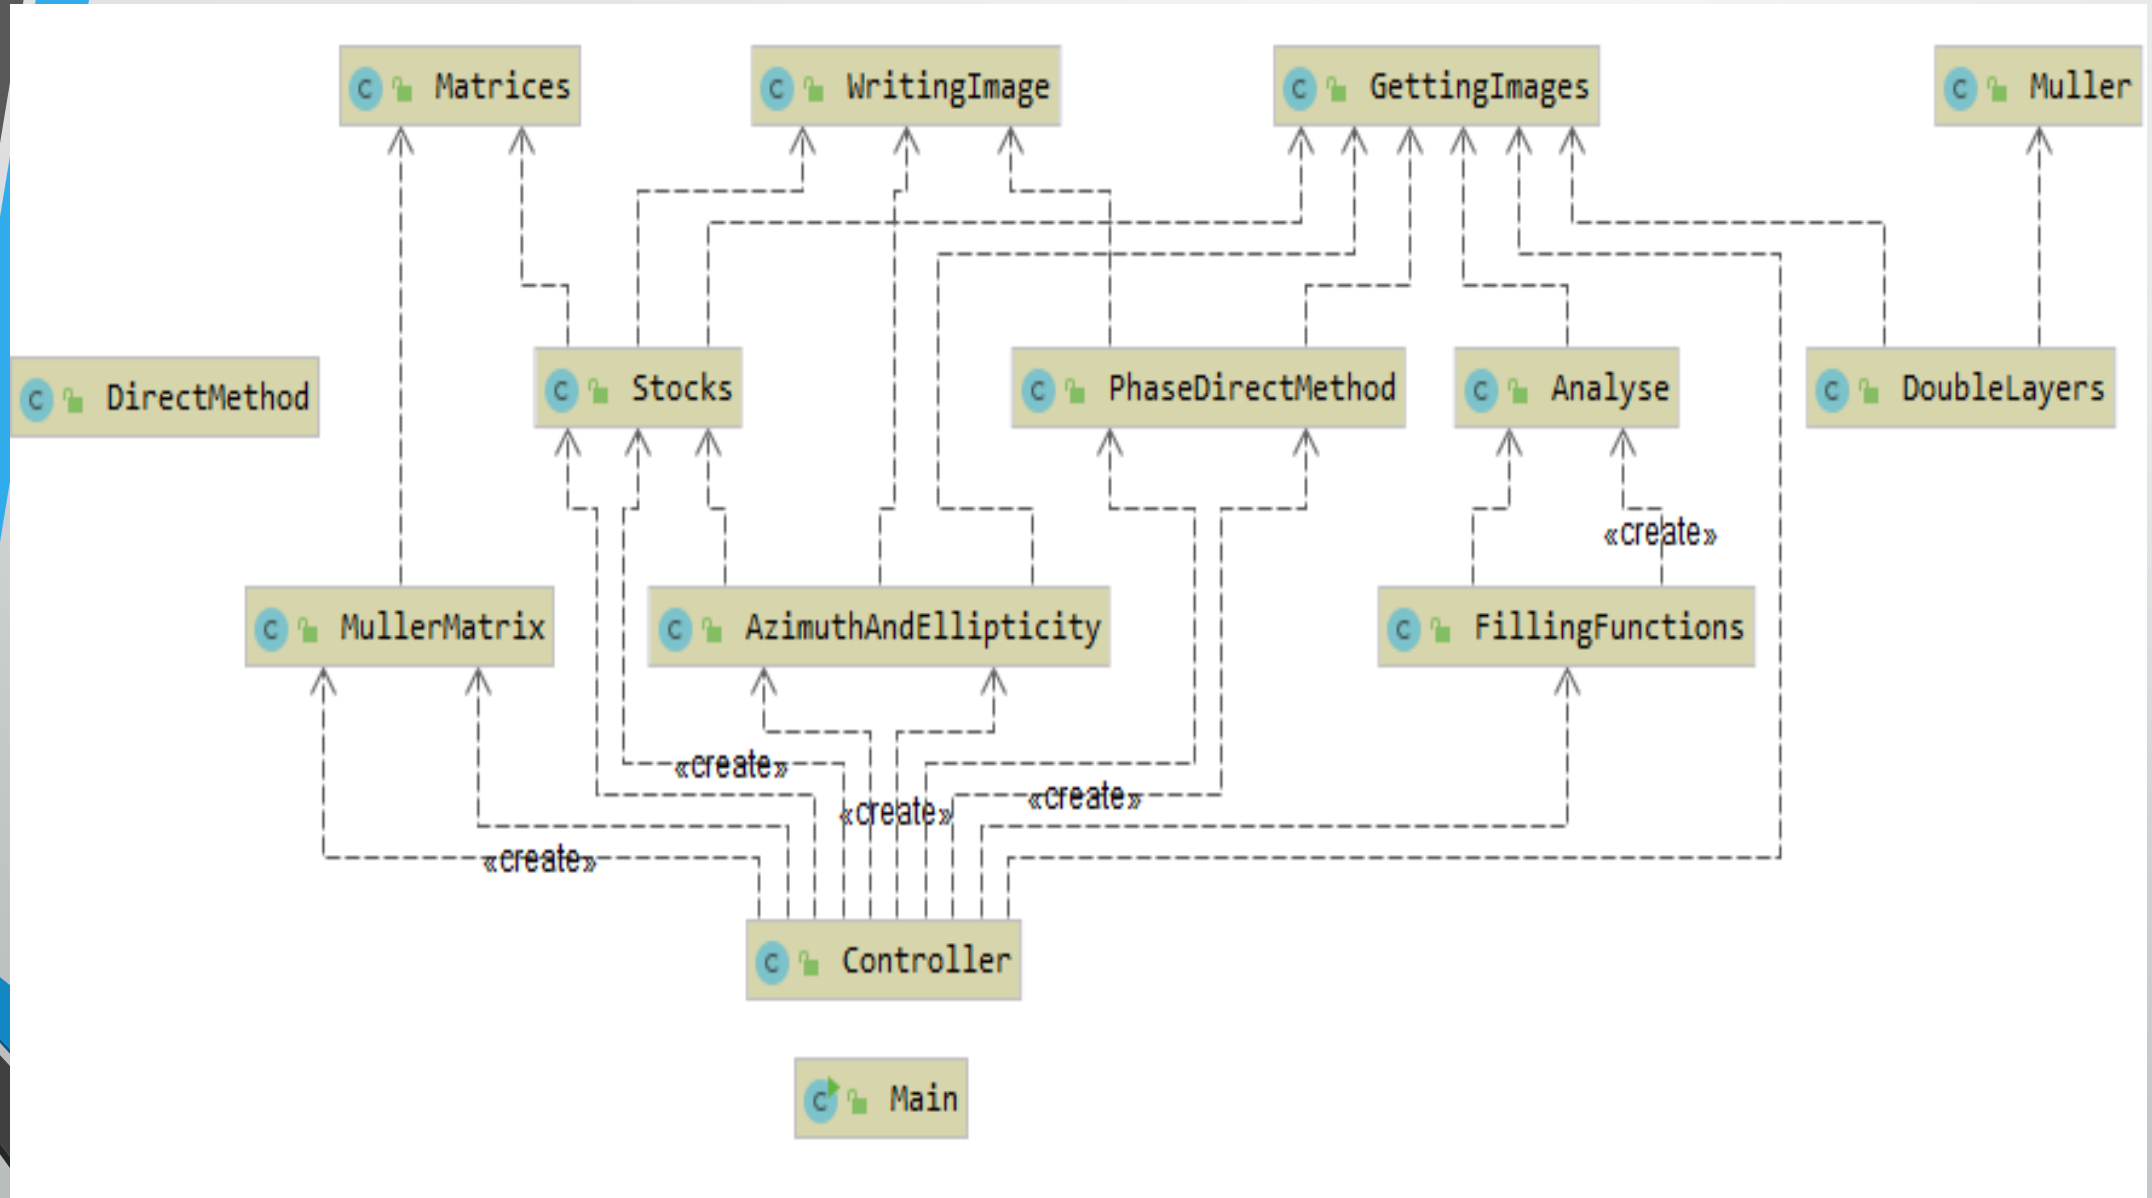 Matrices
WritingImage
GettingImages
Muller
DirectMethod
Stocks
PhaseDirectMethod
Analyse
DoubleLayers
«create»
MullerMatrix
AzimuthAndEllipticity
FillingFunctions
«create»
«create»
«create»
«create»
Controller
Main